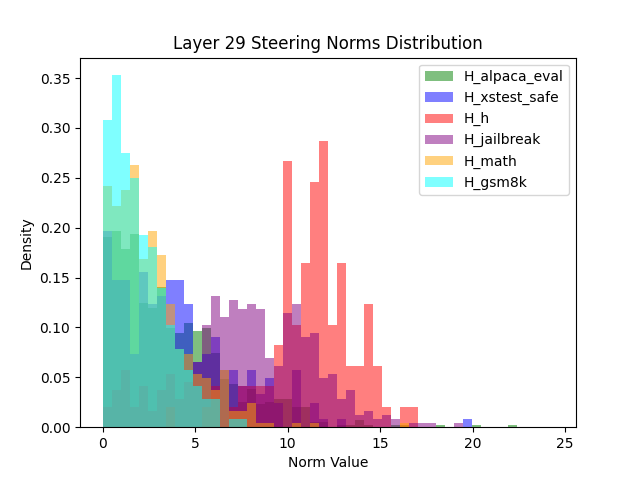 Layer 29 Steering Norms Distribution
H_alpaca_eval
H_xstest_safe
H_h
H_jailbreak
H_math
H_gsm8k
Density
0.35
0.30
0.25
0.20
0.15
0.10
0.05
0.00
0
5
10
15
20
25
Norm Value